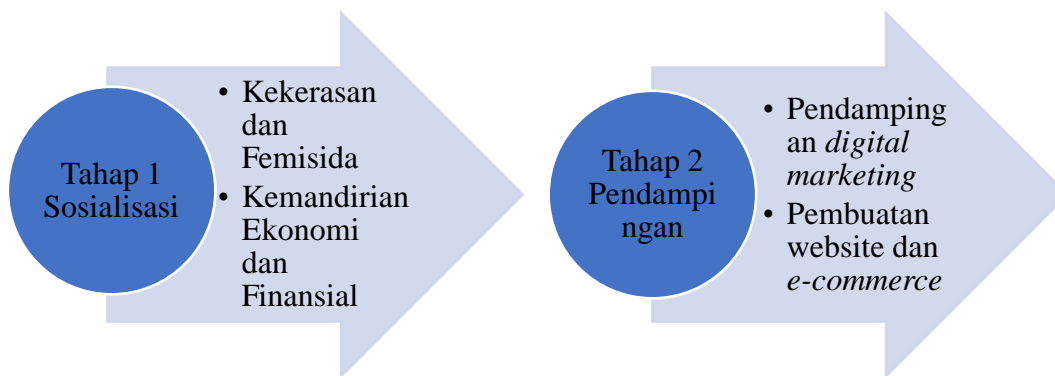 Tahap 1
Sosialisasi
• Kekerasan
dan
Femisida
• Kemandirian
Ekonomi
dan
Finansial
Tahap 2
Pendampi
ngan
• Pendamping
an digital
marketing
• Pembuatan
website dan
e-commerce